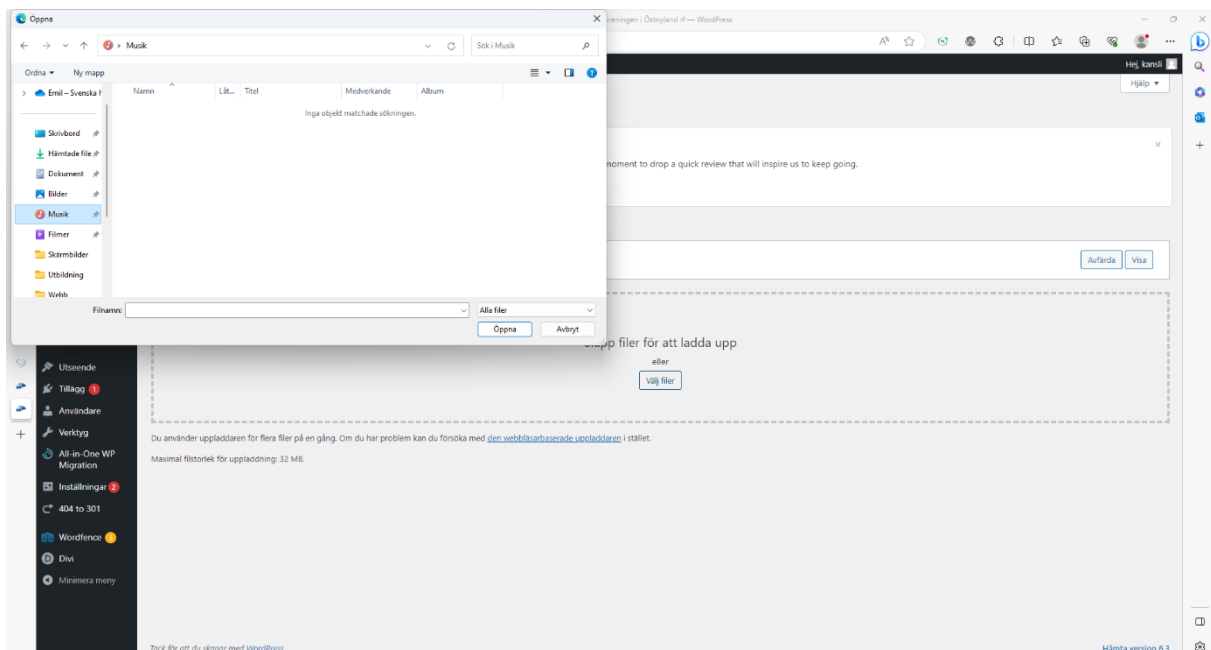 Öppna
reningen i Östnyland rf — WordPress
Musik
Sök i Musik
Hej, kansli
Ordna
Ny mapp
Hjälp
Emil – Svenska
Namn
Låt...
Titel
Medverkande
Album
Inga objekt matchade sökningen.
Skrivbord
Hämtade file
Dokument
Bilder
Musik
Filmer
Skärmbilder
Utbildning
Webb
moment to drop a quick review that will inspire us to keep going.
Avfärda
Visa
Filnamn:
Alla filer
Öppna
Avbryt
filer för att ladda upp
eller
Välj filer
Utseende
Tillägg 1
Användare
Verktyg
All-in-One WP
Migration
Inställningar 2
404 to 301
Wordfence
Divi
Minimera meny
Du använder uppladdaren för flera filer på en gång. Om du har problem kan du försöka med den webbläsarbaserade uppladdaren i stället.
Maximal filstorlek för uppladdning: 32 MB.
Tack för att du skapar med WordPress.
Hämta version 6.3